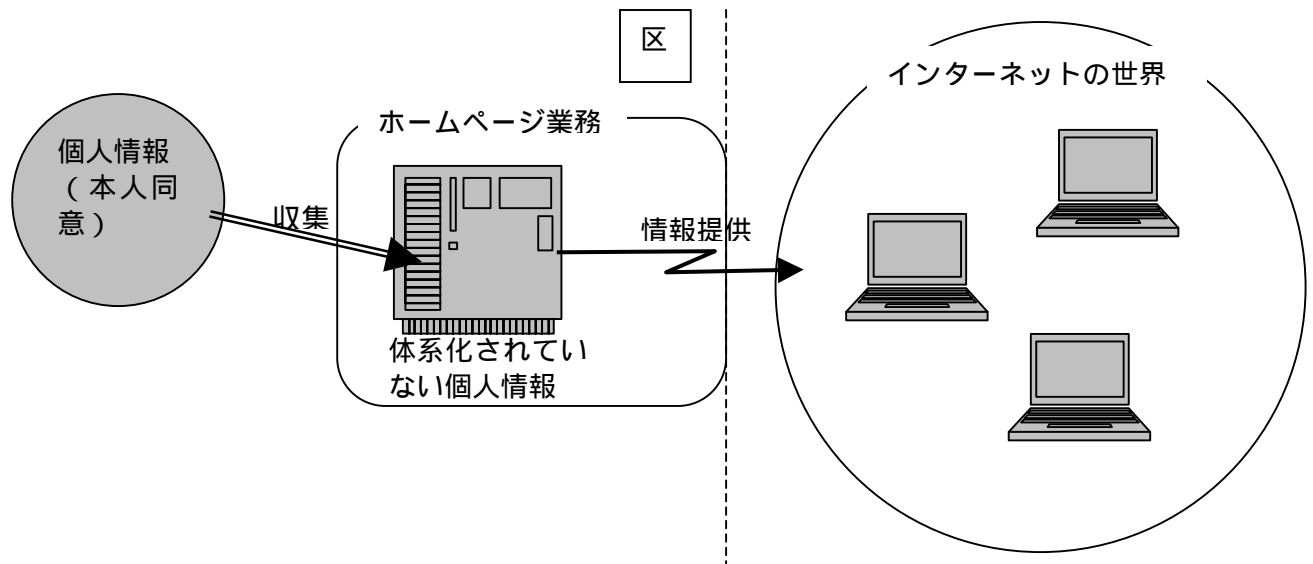 区
インターネットの世界
ホームページ業務
個人情報
（本人同
意）
収集
情報提供
体系化されてい
ない個人情報